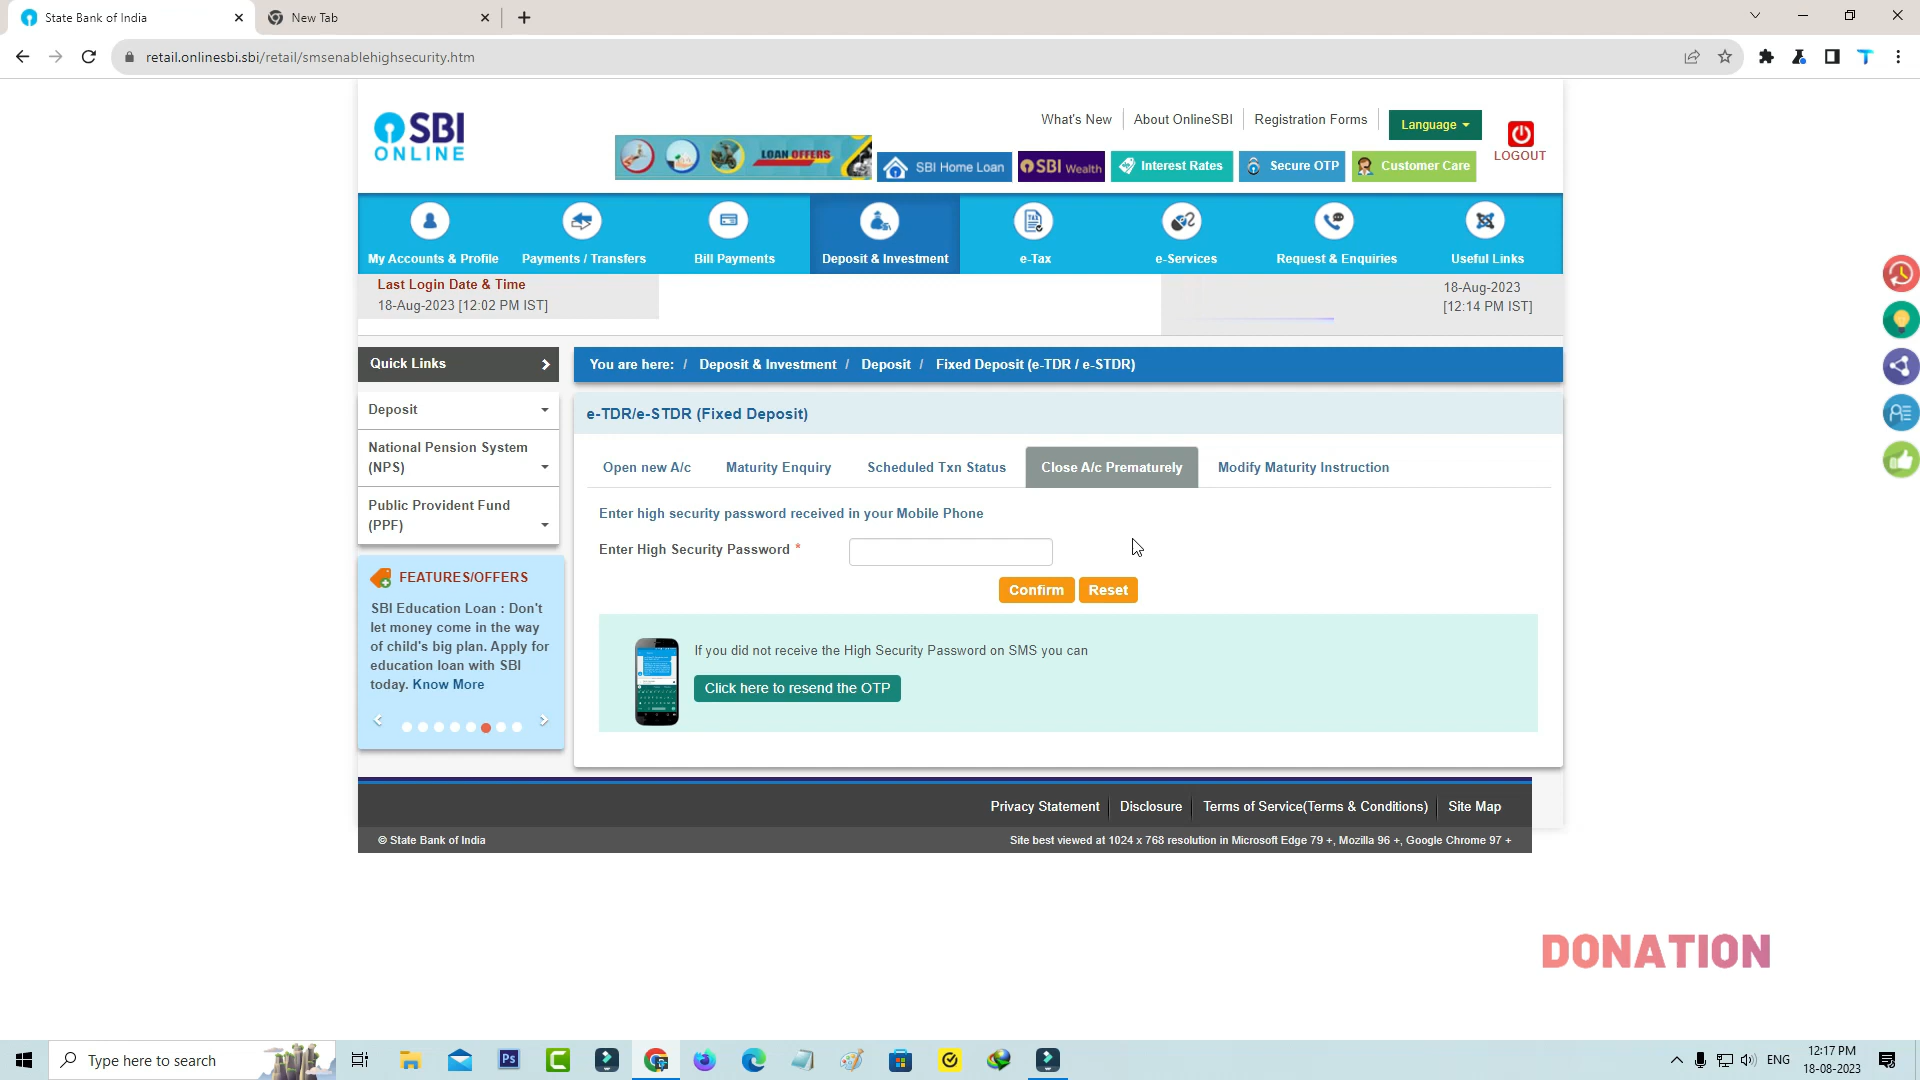 State Bank of India
New Tab
retail.onlinesbi.sbi/retail/smsenablehighsecurity.htm
SBI
ONLINE
What's New
About OnlineSBI
Registration Forms
Language
LOGOUT
LOAN OFFERS
SBI Home Loan
SBI Wealth
Interest Rates
Secure OTP
Customer Care
My Accounts & Profile
Payments / Transfers
Bill Payments
Deposit & Investment
e-Tax
e-Services
Request & Enquiries
Useful Links
Last Login Date & Time
18-Aug-2023 [12:02 PM IST]
18-Aug-2023
[12:14 PM IST]
Quick Links
You are here: / Deposit & Investment / Deposit / Fixed Deposit (e-TDR / e-STDR)
Deposit
National Pension System
(NPS)
Public Provident Fund
(PPF)
e-TDR/e-STDR (Fixed Deposit)
Open new A/c
Maturity Enquiry
Scheduled Txn Status
Close A/c Prematurely
Modify Maturity Instruction
Enter high security password received in your Mobile Phone
Enter High Security Password *
Confirm
Reset
If you did not receive the High Security Password on SMS you can
Click here to resend the OTP
FEATURES/OFFERS
SBI Education Loan : Don't
let money come in the way
of child's big plan. Apply for
education loan with SBI
today. Know More
Privacy Statement
Disclosure
Terms of Service(Terms & Conditions)
Site Map
© State Bank of India
Site best viewed at 1024 x 768 resolution in Microsoft Edge 79 +, Mozilla 96 +, Google Chrome 97 +
DONATION
Type here to search
Ps
ENG
12:17 PM
18-08-2023